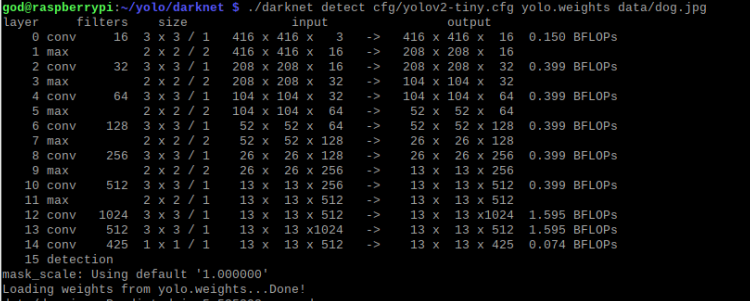 god@raspberrypi:~/yolo/darknet $ ./darknet detect cfg/yolov2-tiny.cfg yolo.weights data/dog.jpg
layer     filters    size              input                output
    0 conv     16  3 x 3 / 1   416 x 416 x   3   ->   416 x 416 x  16  0.150 BFLOPs
    1 max          2 x 2 / 2   416 x 416 x  16   ->   208 x 208 x  16
    2 conv     32  3 x 3 / 1   208 x 208 x  16   ->   208 x 208 x  32  0.399 BFLOPs
    3 max          2 x 2 / 2   208 x 208 x  32   ->   104 x 104 x  32
    4 conv     64  3 x 3 / 1   104 x 104 x  32   ->   104 x 104 x  64  0.399 BFLOPs
    5 max          2 x 2 / 2   104 x 104 x  64   ->    52 x  52 x  64
    6 conv    128  3 x 3 / 1    52 x  52 x  64   ->    52 x  52 x 128  0.399 BFLOPs
    7 max          2 x 2 / 2    52 x  52 x 128   ->    26 x  26 x 128
    8 conv    256  3 x 3 / 1    26 x  26 x 128   ->    26 x  26 x 256  0.399 BFLOPs
    9 max          2 x 2 / 2    26 x  26 x 256   ->    13 x  13 x 256
   10 conv    512  3 x 3 / 1    13 x  13 x 256   ->    13 x  13 x 512  0.399 BFLOPs
   11 max          2 x 2 / 1    13 x  13 x 512   ->    13 x  13 x 512
   12 conv   1024  3 x 3 / 1    13 x  13 x 512   ->    13 x  13 x1024  1.595 BFLOPs
   13 conv    512  3 x 3 / 1    13 x  13 x1024   ->    13 x  13 x 512  1.595 BFLOPs
   14 conv    425  1 x 1 / 1    13 x  13 x 512   ->    13 x  13 x 425  0.074 BFLOPs
   15 detection
mask_scale: Using default '1.000000'
Loading weights from yolo.weights...Done!